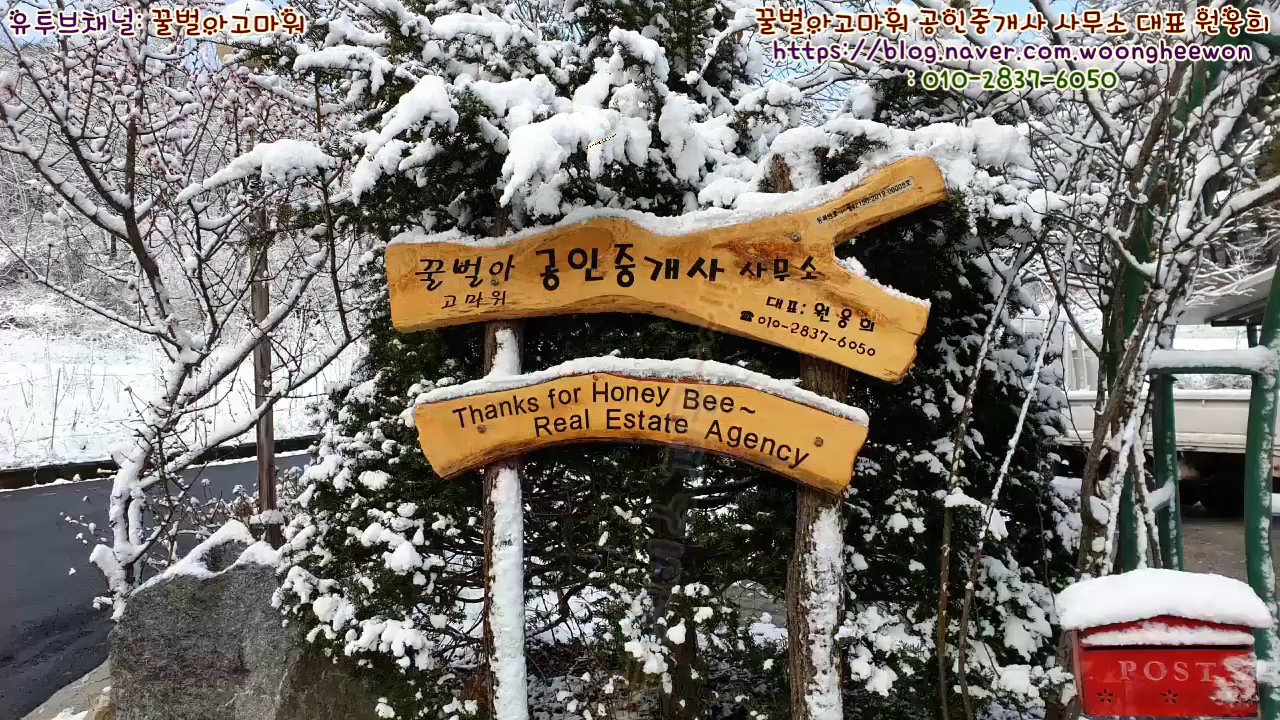 유투브채널: 꿀벌아고마워
꿀벌아고마워 공인중개사 사무소 대표 원웅희
https://blog.naver.com.woongheewon
: 010-2837-6050
꿀벌아 공인중개사 사무소
고마워
대표: 원웅희
☎010-2837-6050
Thanks for Honey Bee~
Real Estate Agency
POST